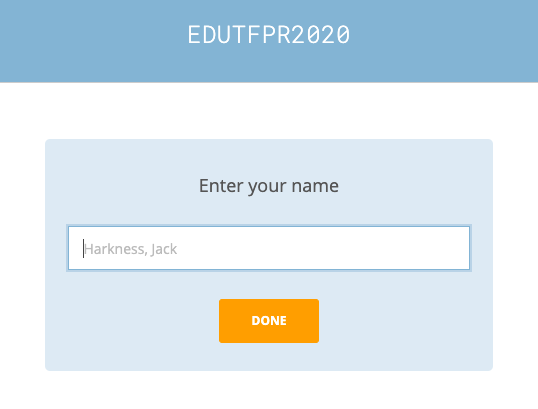 EDUTFPR2020
Enter your name
Harkness, Jack
DONE